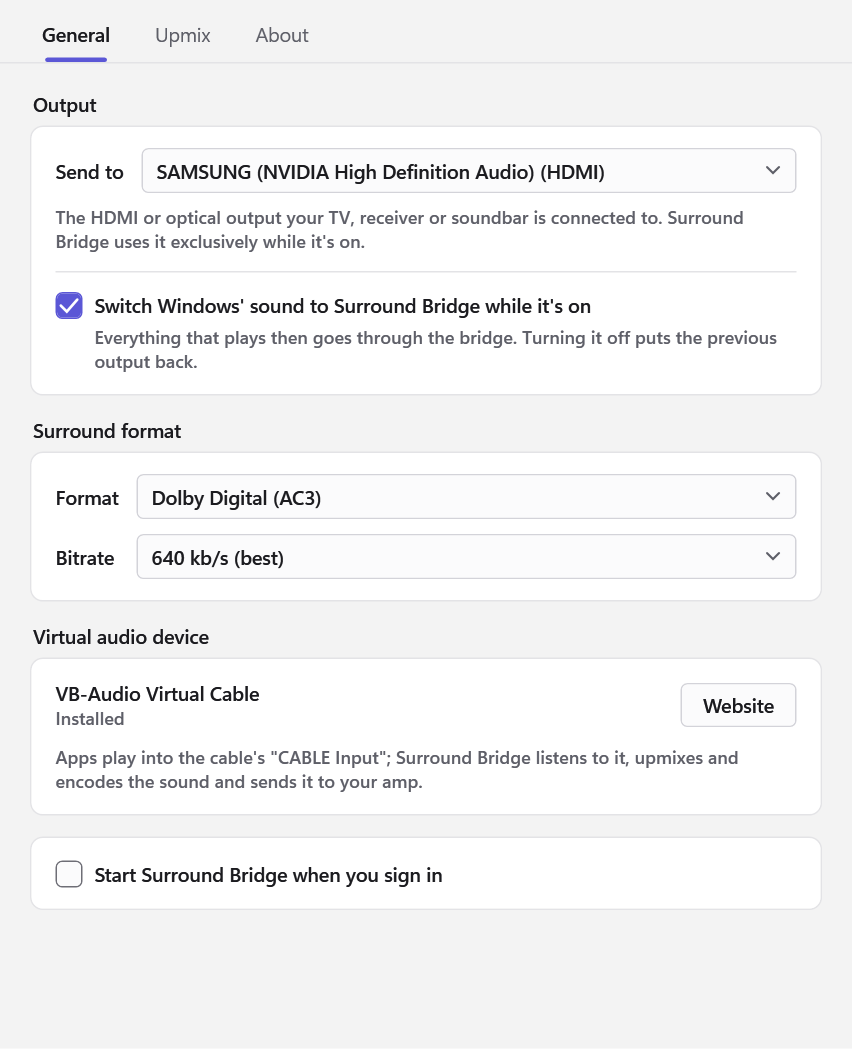 General
Upmix
About
Output
Send to
SAMSUNG (NVIDIA High Definition Audio) (HDMI)
The HDMI or optical output your TV, receiver or soundbar is connected to. Surround
Bridge uses it exclusively while it's on.
Switch Windows' sound to Surround Bridge while it's on
Everything that plays then goes through the bridge. Turning it off puts the previous
output back.
Surround format
Format
Dolby Digital (AC3)
Bitrate
640 kb/s (best)
Virtual audio device
VB-Audio Virtual Cable
Installed
Website
Apps play into the cable's "CABLE Input"; Surround Bridge listens to it, upmixes and
encodes the sound and sends it to your amp.
Start Surround Bridge when you sign in